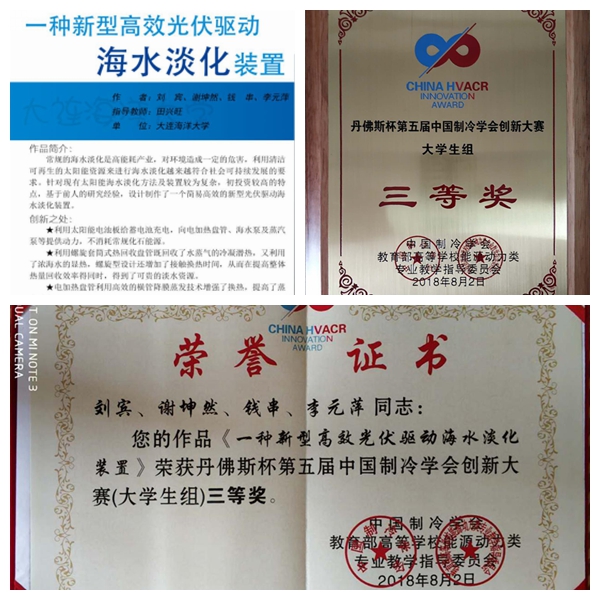 一种新型高效光伏驱动
海水淡化装置
作 者：刘 宾、谢坤然、钱 串、李元萍
指导教师：田兴旺
单 位：大连海洋大学
作品简介：
常规的海水淡化是高能耗产业，对环境造成一定的危害，利用清洁
可再生的太阳能资源来进行海水淡化越来越符合社会可持续发展的要
求。针对现有太阳能海水淡化方法及装置较为复杂，初投资较高的特
点，基于前人的研究经验，设计制作了一个简易高效的新型光伏驱动海
水淡化装置。
创新之处：
★利用太阳能电池板给蓄电池充电，向电加热盘管、海水泵及蒸汽
泵等提供动力，不消耗常规化石能源。
★利用螺旋套筒式热回收盘管既回收了水蒸气的冷凝潜热，又利用
了浓海水的显热，螺旋型设计还增加了接触换热时间，从而在提高整体
热量回收效率得同时，得到了可贵的淡水资源。
★电加热盘管利用高效的横管降膜蒸发技术增强了换热，提高了蒸
CHINA HVACR
INNOVATION
AWARD
丹佛斯杯第五届中国制冷学会创新大赛
大学生组
三等奖
中国制冷学会
教育部高等学校能源动力类
专业教学指导委员会
2018年8月2日
CHINA HVACR
INNOVATION
AWARD
荣誉证书
刘宾、谢坤然、钱串、李元萍 同志：
您的作品《一种新型高效光伏驱动海水淡化
装置》荣获丹佛斯杯第五届中国制冷学会创新大
赛(大学生组)三等奖。
中国制冷学会
教育部高等学校能源动力类
专业教学指导委员会
2018年8月2日
T ON MI NOTE 3
UAL CAMERA